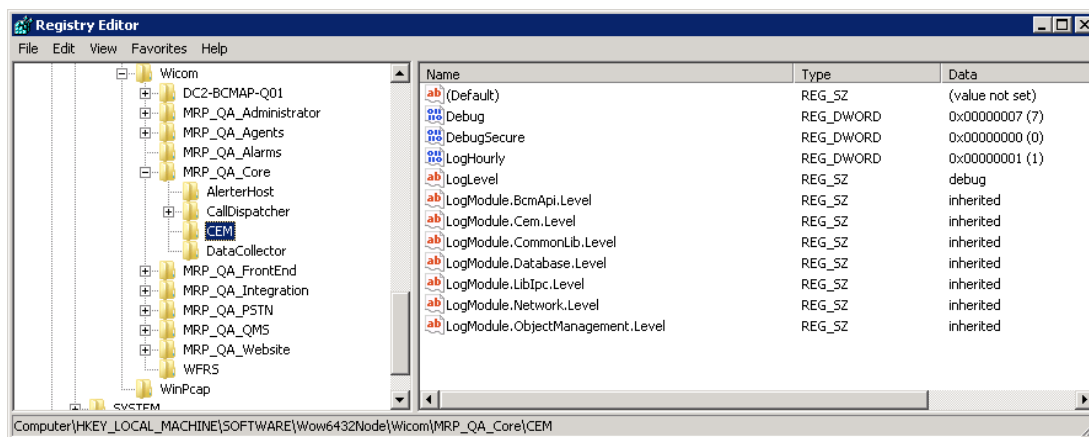 Registry Editor
File Edit View Favorites Help
Wicom
DC2-BCMAP-Q01
MRP_QA_Administrator
MRP_QA_Agents
MRP_QA_Alarms
MRP_QA_Core
AlerterHost
CallDispatcher
CEM
DataCollector
MRP_QA_FrontEnd
MRP_QA_Integration
MRP_QA_PSTN
MRP_QA_QMS
MRP_QA_Website
WFRS
WinPcap
SYSTEM
Name Type Data
(Default) REG_SZ (value not set)
Debug REG_DWORD 0x00000007 (7)
DebugSecure REG_DWORD 0x00000000 (0)
LogHourly REG_DWORD 0x00000001 (1)
LogLevel REG_SZ debug
LogModule.BcmApi.Level REG_SZ inherited
LogModule.Cem.Level REG_SZ inherited
LogModule.CommonLib.Level REG_SZ inherited
LogModule.Database.Level REG_SZ inherited
LogModule.LibIpc.Level REG_SZ inherited
LogModule.Network.Level REG_SZ inherited
LogModule.ObjectManagement.Level REG_SZ inherited
Computer\HKEY_LOCAL_MACHINE\SOFTWARE\Wow6432Node\Wicom\MRP_QA_Core\CEM